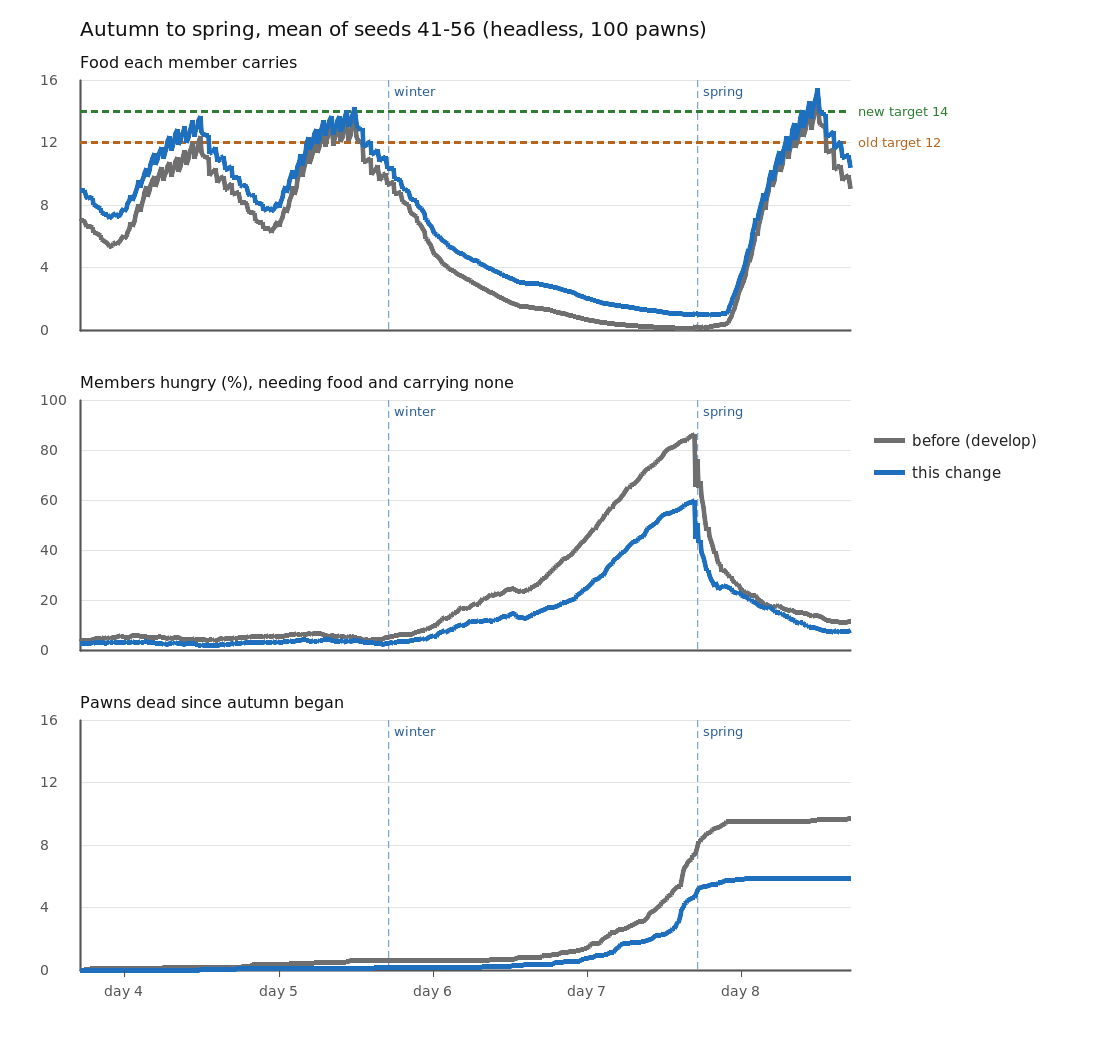 Autumn to spring, mean of seeds 41-56 (headless, 100 pawns)
Food each member carries
16
12
8
4
0
winter
spring
new target 14
old target 12
Members hungry (%), needing food and carrying none
100
80
60
40
20
0
winter
spring
before (develop)
this change
Pawns dead since autumn began
16
12
8
4
0
winter
spring
day 4
day 5
day 6
day 7
day 8